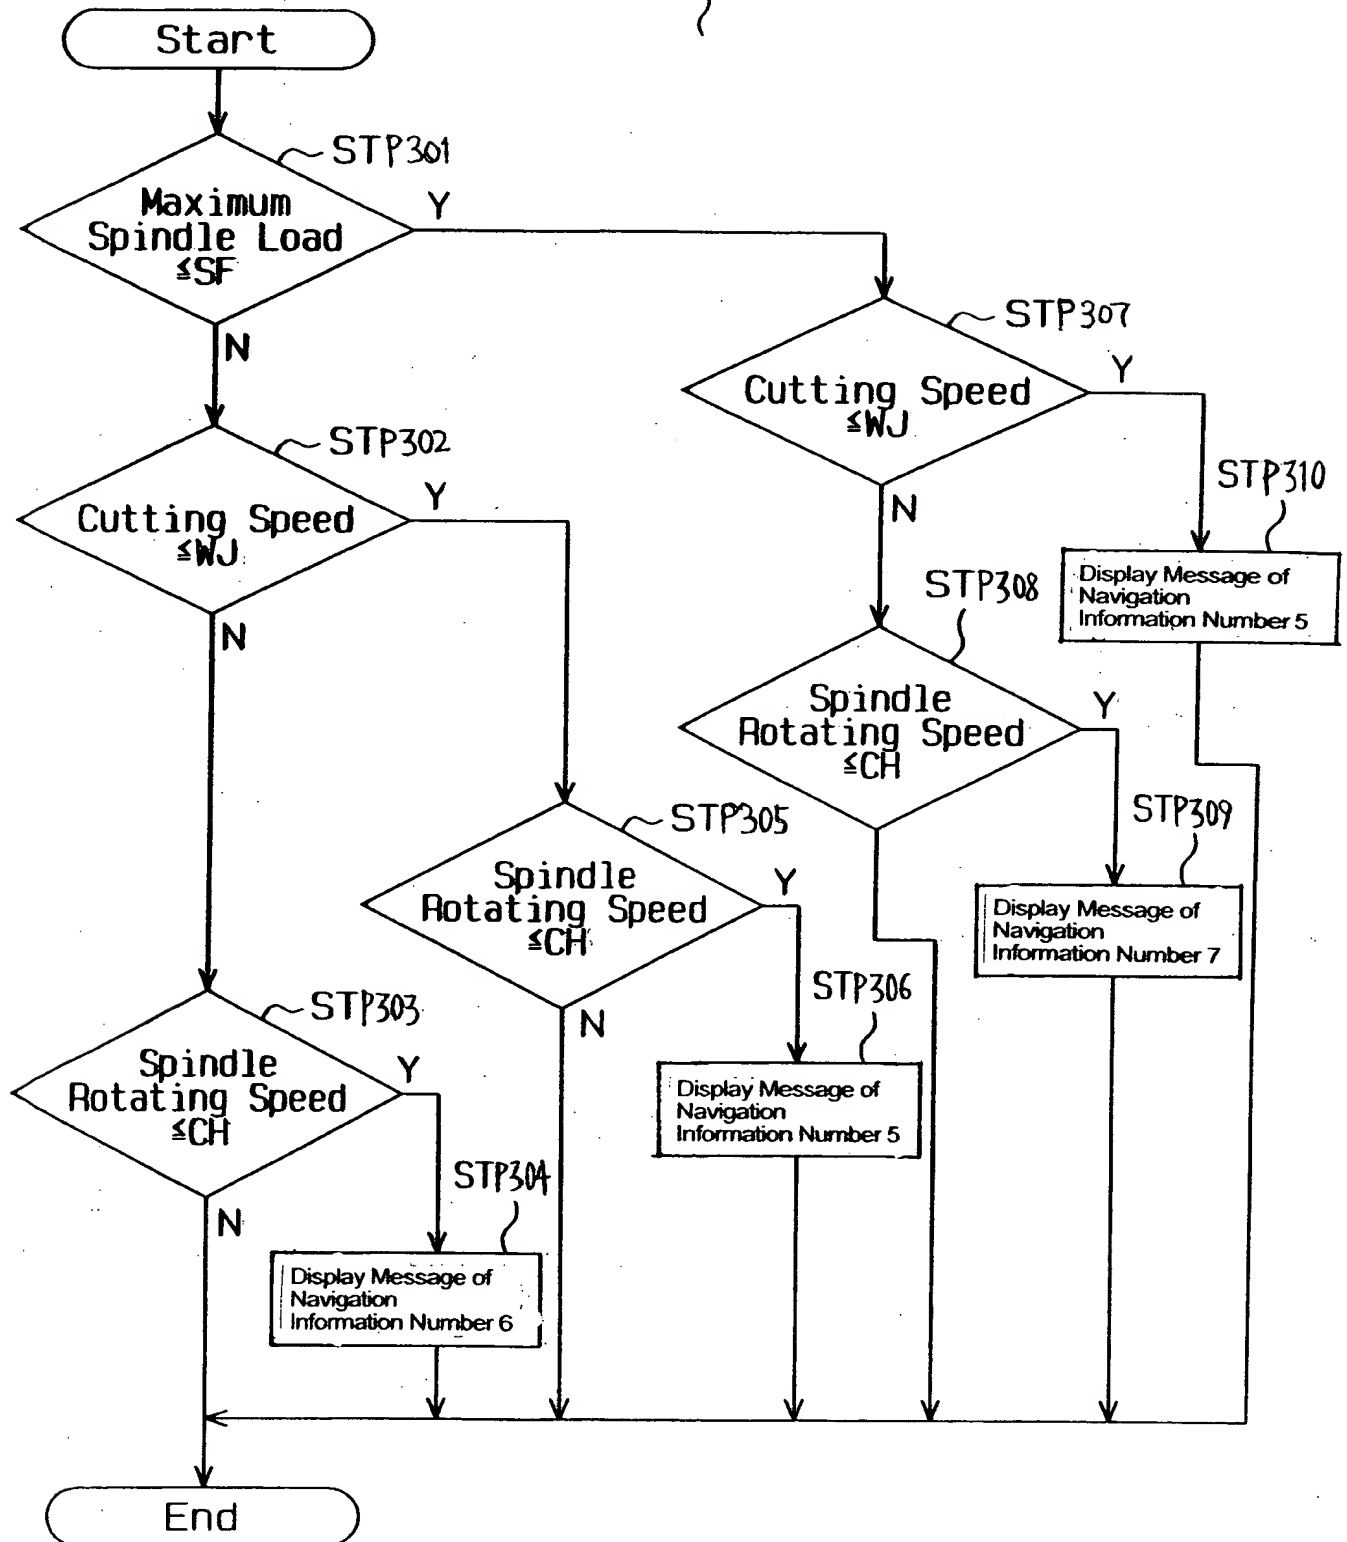 Start
STP301
Maximum
Spindle Load
≦SF
Y
N
STP307
Cutting Speed
≦WJ
Y
N
STP302
Cutting Speed
≦WJ
Y
N
STP310
Display Message of
Navigation
Information Number 5
STP308
Spindle
Rotating Speed
≦CH
Y
STP309
Display Message of
Navigation
Information Number 7
STP305
Spindle
Rotating Speed
≦CH
Y
N
STP306
Display Message of
Navigation
Information Number 5
STP303
Spindle
Rotating Speed
≦CH
Y
N
STP304
Display Message of
Navigation
Information Number 6
End